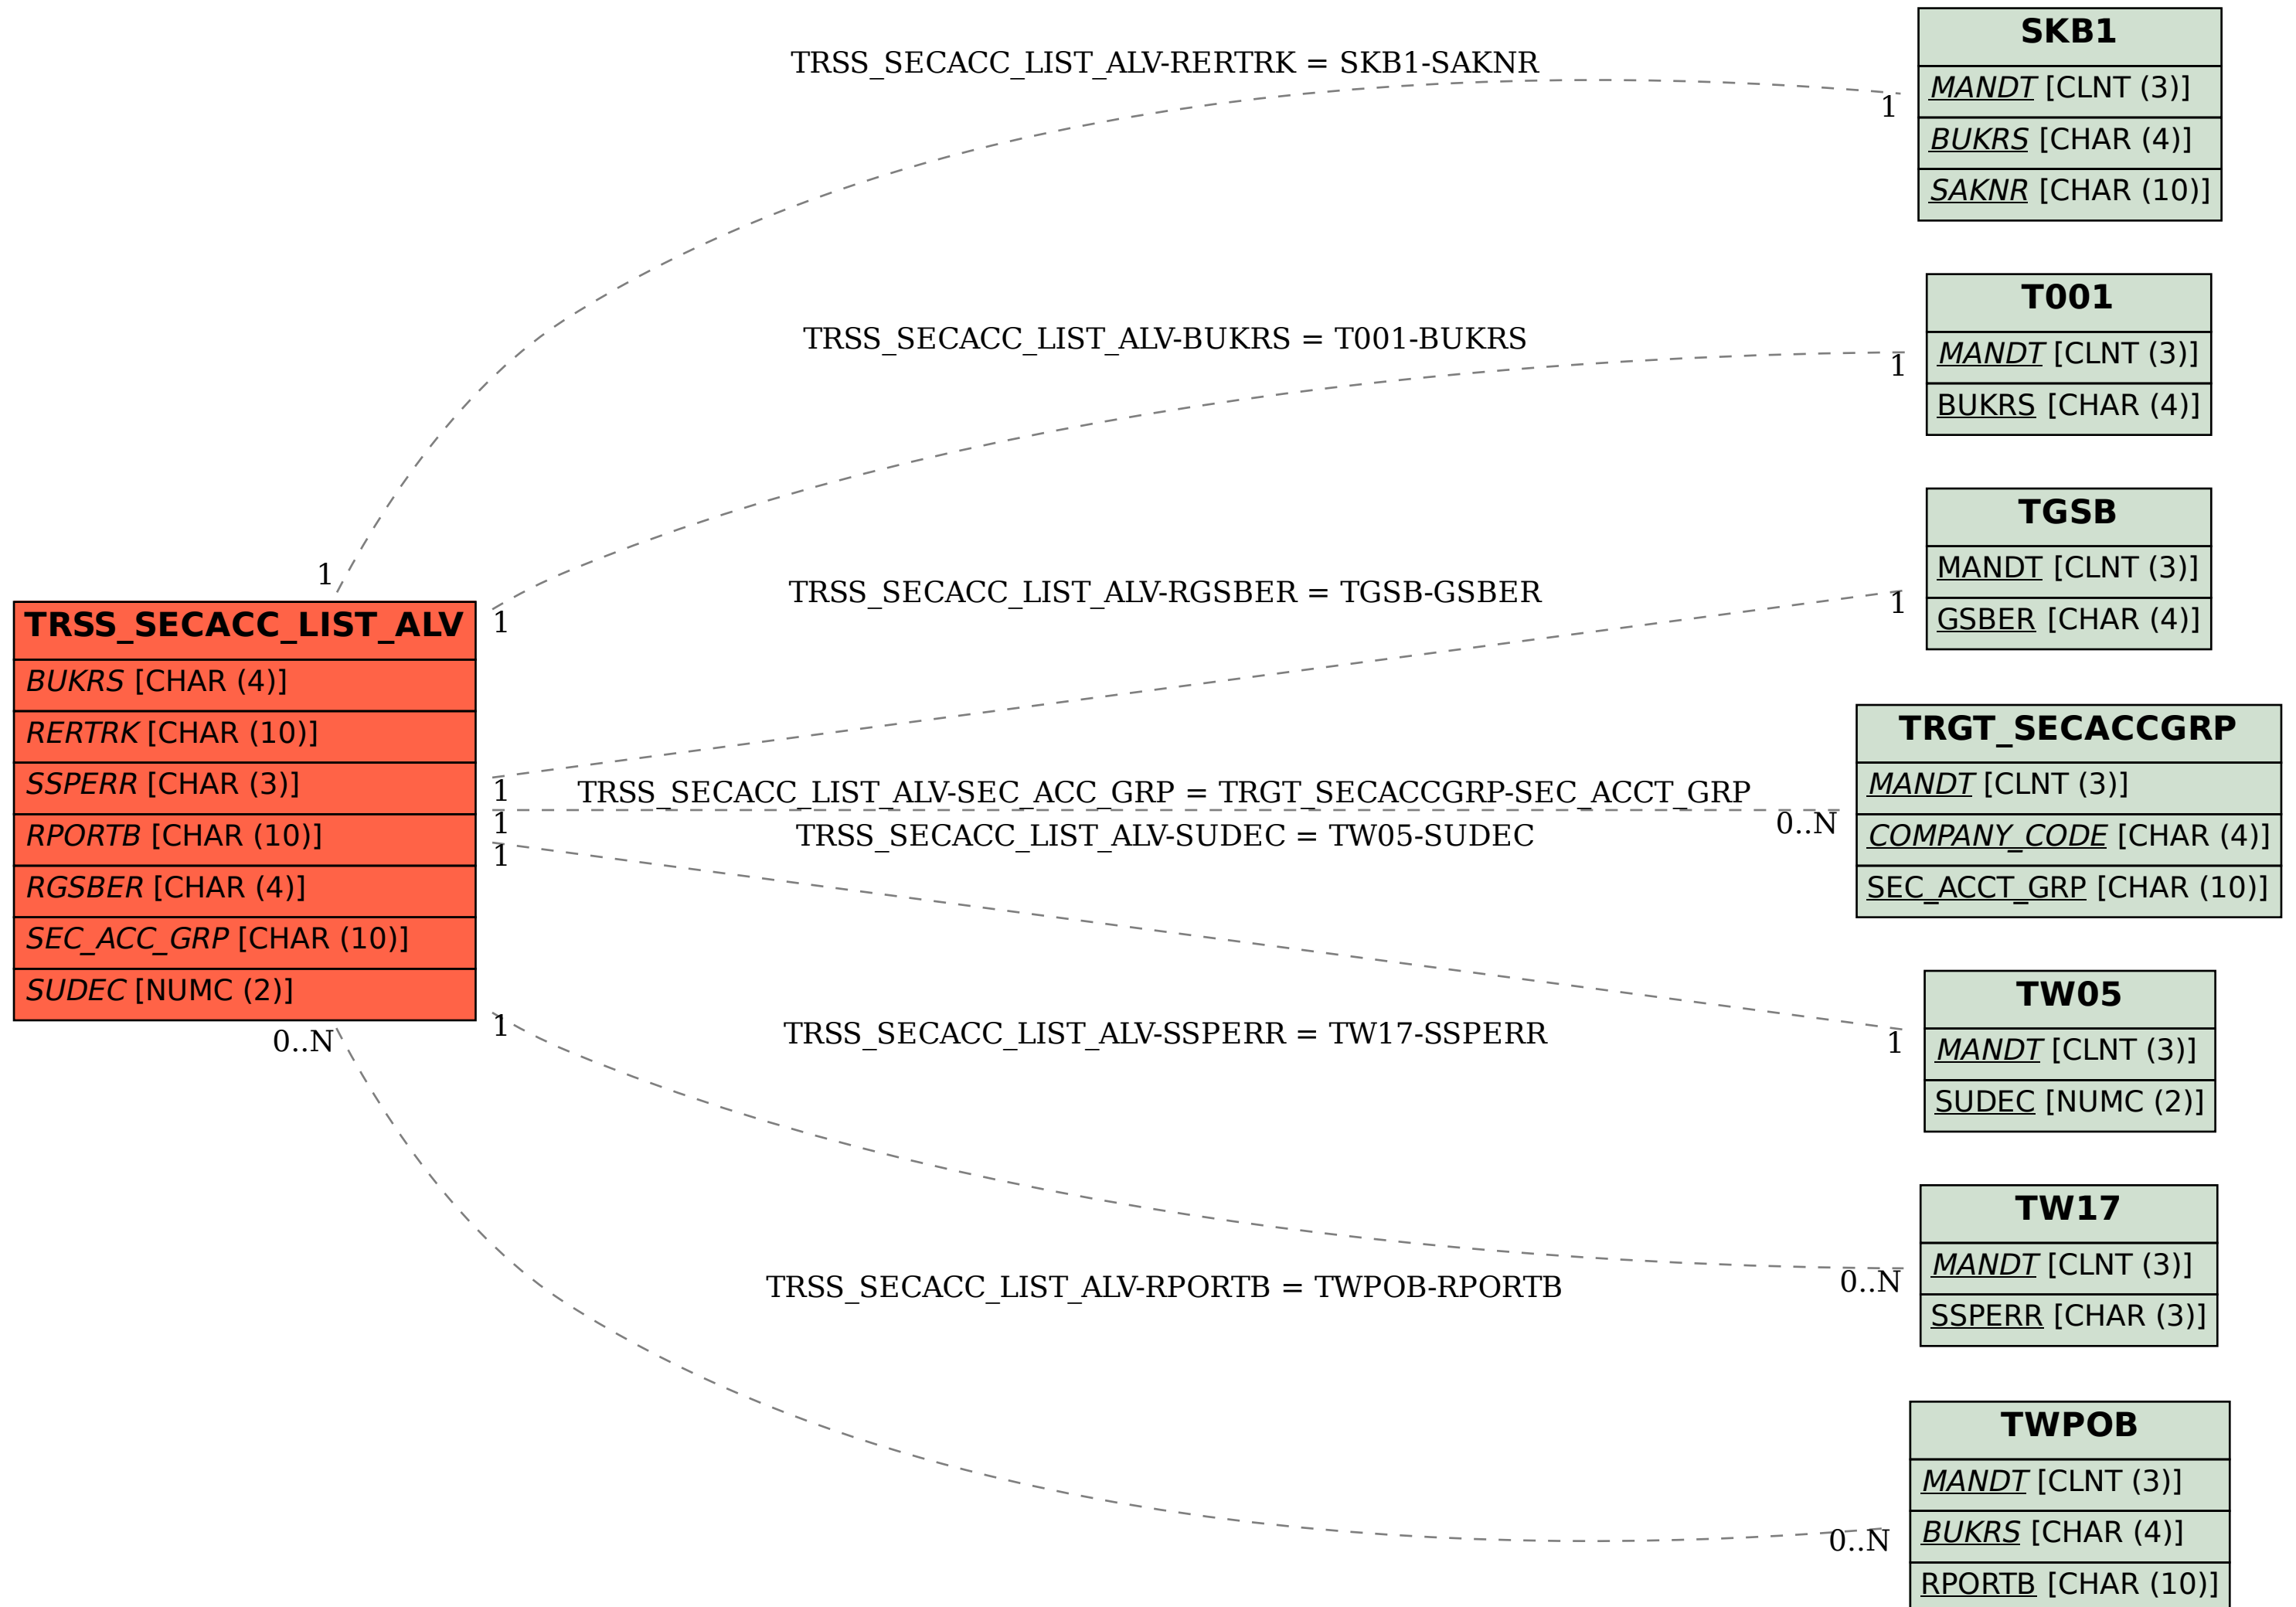 SKB1
MANDT [CLNT (3)]
BUKRS [CHAR (4)]
SAKNR [CHAR (10)]
TRSS_SECACC_LIST_ALV-RERTRK = SKB1-SAKNR
1
1
T001
MANDT [CLNT (3)]
BUKRS [CHAR (4)]
TRSS_SECACC_LIST_ALV-BUKRS = T001-BUKRS
1
1
TGSB
MANDT [CLNT (3)]
GSBER [CHAR (4)]
TRSS_SECACC_LIST_ALV-RGSBER = TGSB-GSBER
1
1
TRSS_SECACC_LIST_ALV
BUKRS [CHAR (4)]
RERTRK [CHAR (10)]
SSPERR [CHAR (3)]
RPORTB [CHAR (10)]
RGSBER [CHAR (4)]
SEC_ACC_GRP [CHAR (10)]
SUDEC [NUMC (2)]
TRGT_SECACCGRP
MANDT [CLNT (3)]
COMPANY_CODE [CHAR (4)]
SEC_ACCT_GRP [CHAR (10)]
TRSS_SECACC_LIST_ALV-SEC_ACC_GRP = TRGT_SECACCGRP-SEC_ACCT_GRP
1
0..N
TRSS_SECACC_LIST_ALV-SUDEC = TW05-SUDEC
1
1
TW05
MANDT [CLNT (3)]
SUDEC [NUMC (2)]
TRSS_SECACC_LIST_ALV-SSPERR = TW17-SSPERR
1
0..N
TW17
MANDT [CLNT (3)]
SSPERR [CHAR (3)]
TRSS_SECACC_LIST_ALV-RPORTB = TWPOB-RPORTB
0..N
0..N
TWPOB
MANDT [CLNT (3)]
BUKRS [CHAR (4)]
RPORTB [CHAR (10)]